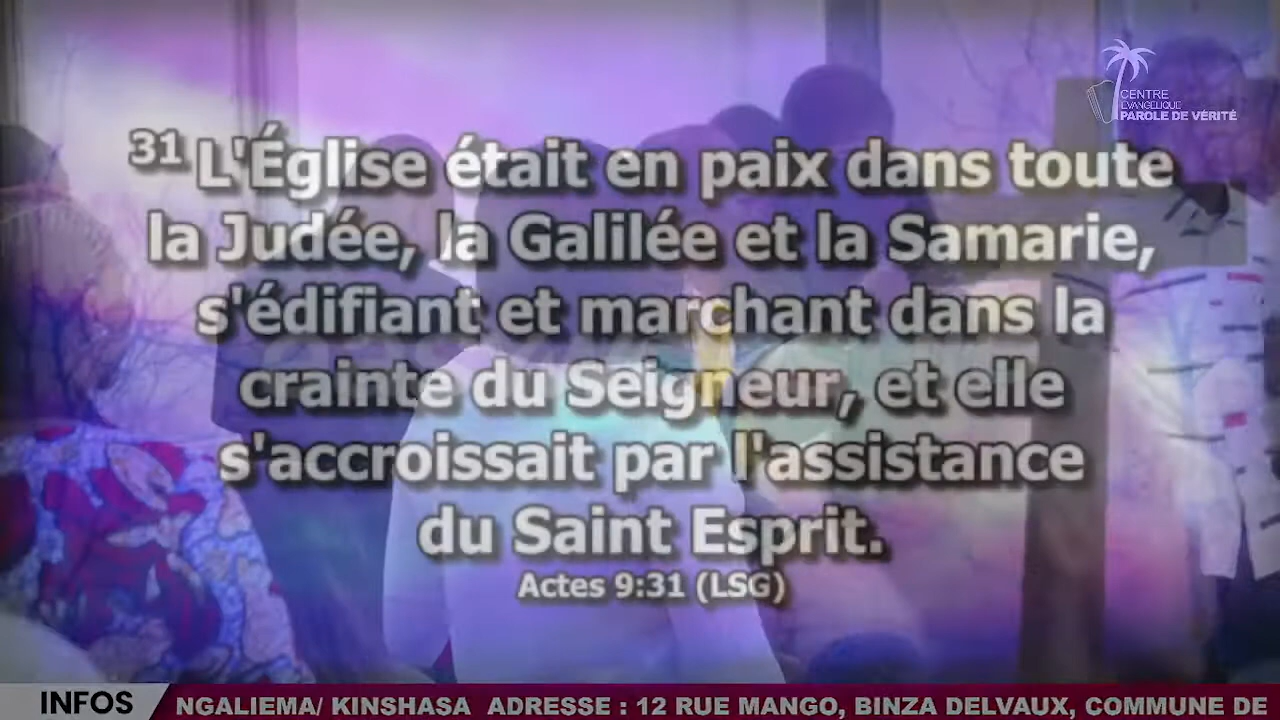 CENTRE
ÉVANGÉLIQUE
PAROLE DE VÉRITÉ
31 L'Église était en paix dans toute
la Judée, la Galilée et la Samarie,
s'édifiant et marchant dans la
crainte du Seigneur, et elle
s'accroissait par l'assistance
du Saint Esprit.
Actes 9:31 (LSG)
INFOS NGALIEMA/ KINSHASA ADRESSE : 12 RUE MANGO, BINZA DELVAUX, COMMUNE DE